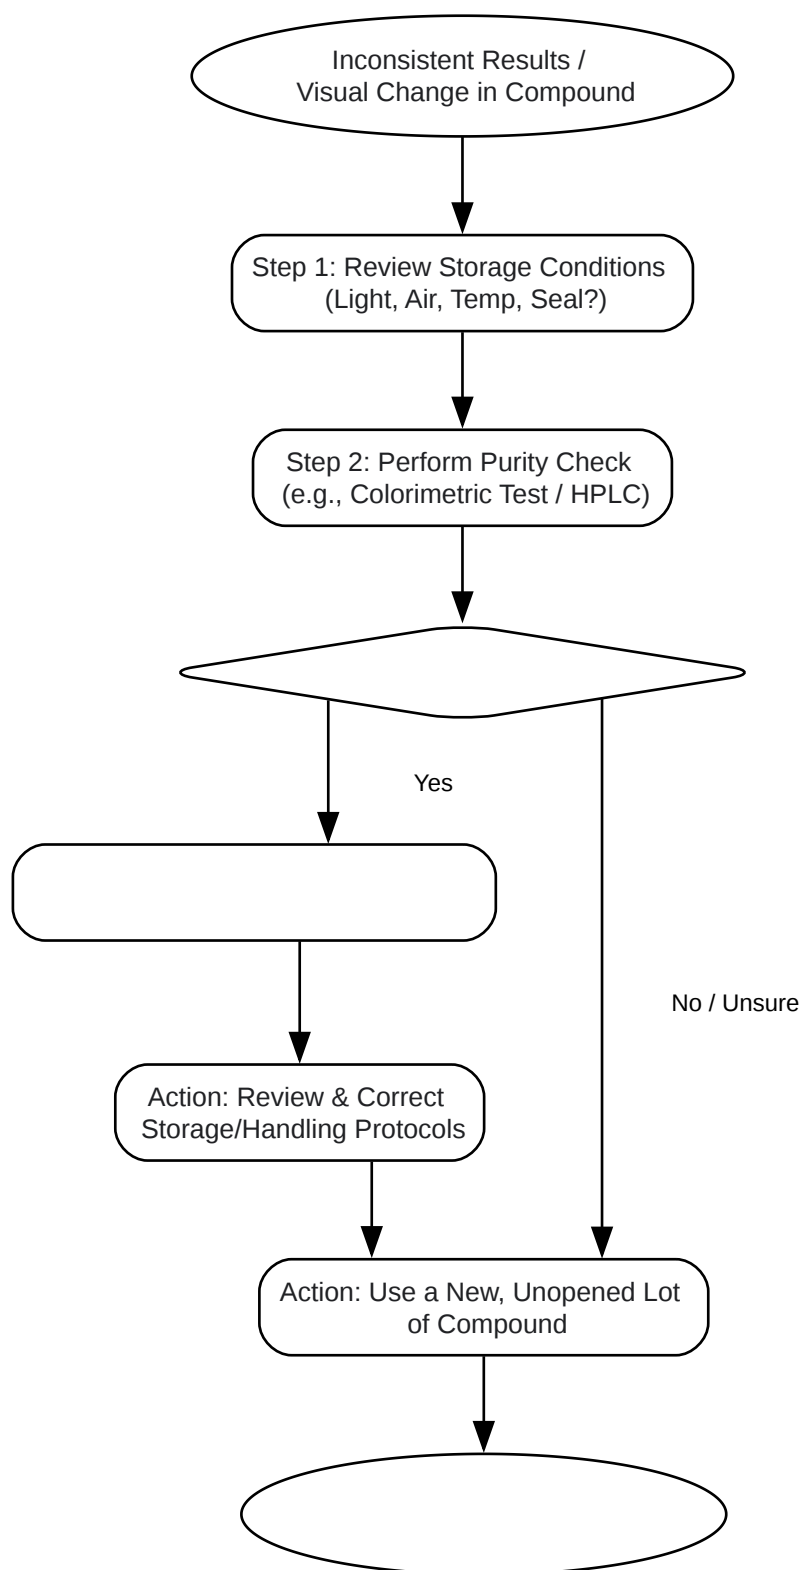 Inconsistent Results /
Visual Change in Compound
Step 1: Review Storage Conditions
(Light, Air, Temp, Seal?)
Step 2: Perform Purity Check
(e.g., Colorimetric Test / HPLC)
Yes
No / Unsure
Action: Review & Correct
Storage/Handling Protocols
Action: Use a New, Unopened Lot
of Compound